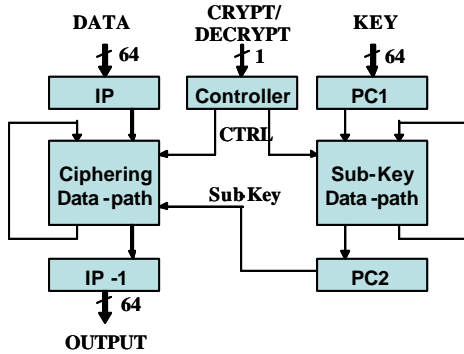 DATA
CRYPT/
DECRYPT
KEY
64
1
64
IP
Controller
PC1
CTRL
Ciphering
Data-path
Sub-Key
Data-path
SubKey
IP -1
PC2
64
OUTPUT